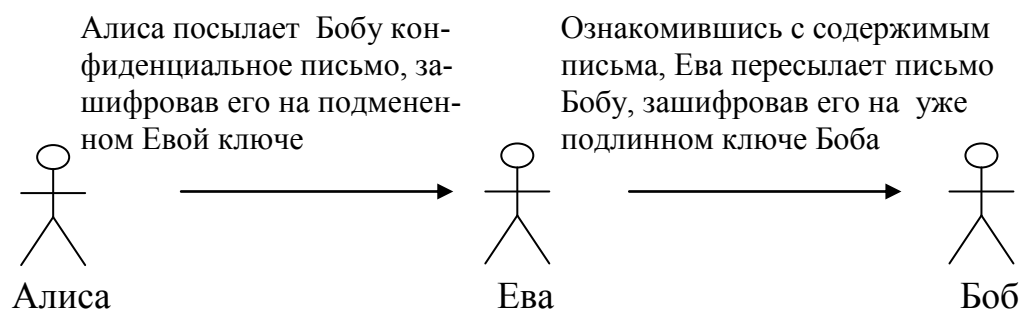 Алиса посылает Бобу кон-
фиденциальное письмо, за-
шифровав его на подменен-
ном Евой ключе
Ознакомившись с содержимым
письма, Ева пересылает письмо
Бобу, зашифровав его на уже
подлинном ключе Боба
Алиса
Ева
Боб